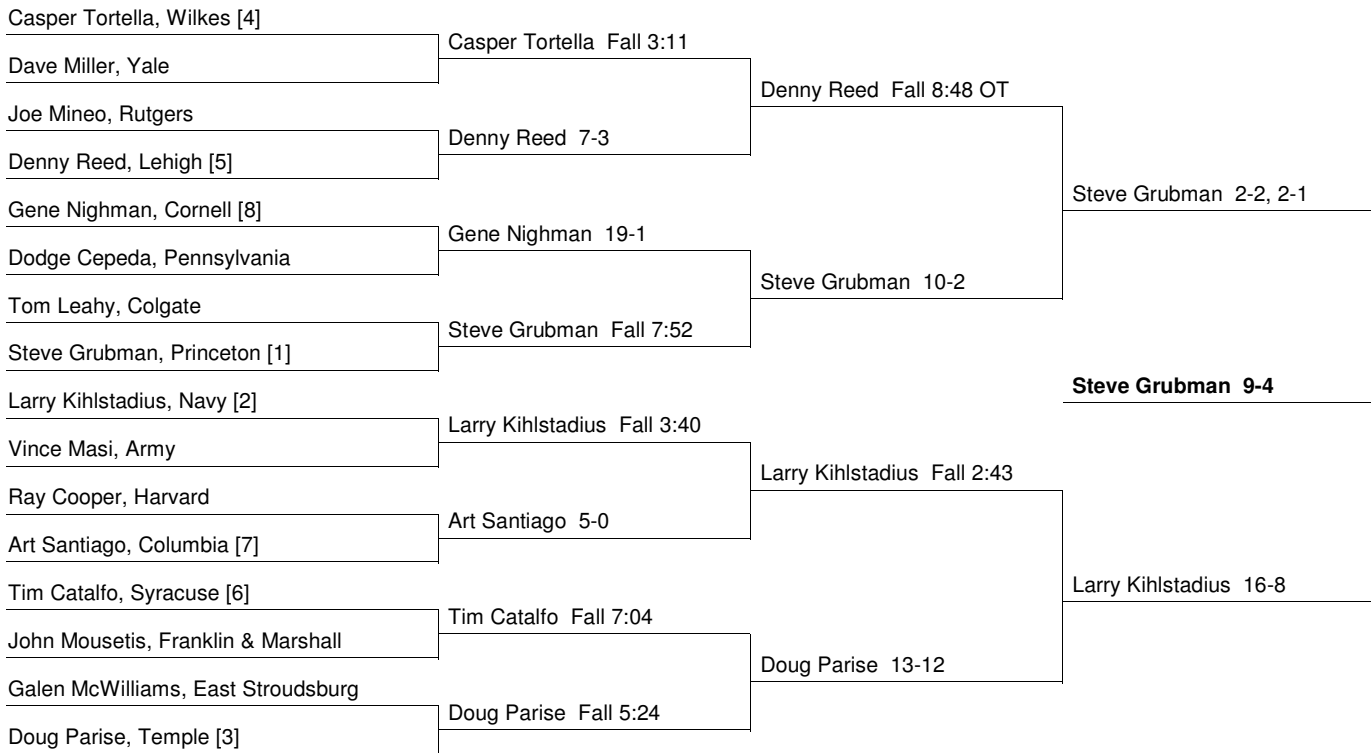 Casper Tortella, Wilkes [4]
Casper Tortella  Fall 3:11
Dave Miller, Yale
Denny Reed  Fall 8:48 OT
Joe Mineo, Rutgers
Denny Reed  7-3
Denny Reed, Lehigh [5]
Steve Grubman  2-2, 2-1
Gene Nighman, Cornell [8]
Gene Nighman  19-1
Dodge Cepeda, Pennsylvania
Steve Grubman  10-2
Tom Leahy, Colgate
Steve Grubman  Fall 7:52
Steve Grubman, Princeton [1]
Steve Grubman  9-4
Larry Kihlstadius, Navy [2]
Larry Kihlstadius  Fall 3:40
Vince Masi, Army
Larry Kihlstadius  Fall 2:43
Ray Cooper, Harvard
Art Santiago  5-0
Art Santiago, Columbia [7]
Larry Kihlstadius  16-8
Tim Catalfo, Syracuse [6]
Tim Catalfo  Fall 7:04
John Mousetis, Franklin & Marshall
Doug Parise  13-12
Galen McWilliams, East Stroudsburg
Doug Parise  Fall 5:24
Doug Parise, Temple [3]